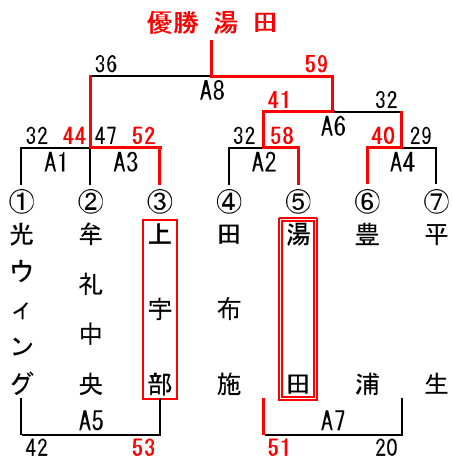 優勝 湯田
36 59
A8
41 32
A6
32 44 47 52 32 58 40 29
A1 A3 A2 A4
① ② ③ ④ ⑤ ⑥ ⑦
光ウィング
牟礼中央
上宇部
田布施
湯田
豊浦
平生
A5 A7
42 53 51 20